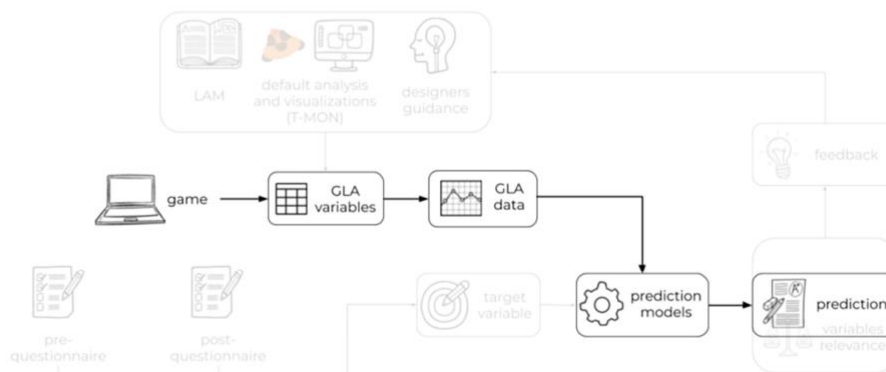 LAM
default analysis
and visualizations
(T-MON)
designers
guidance
feedback
game
GLA
variables
GLA
data
target
variable
prediction
models
prediction
variables
relevance
pre-
questionnaire
post-
questionnaire